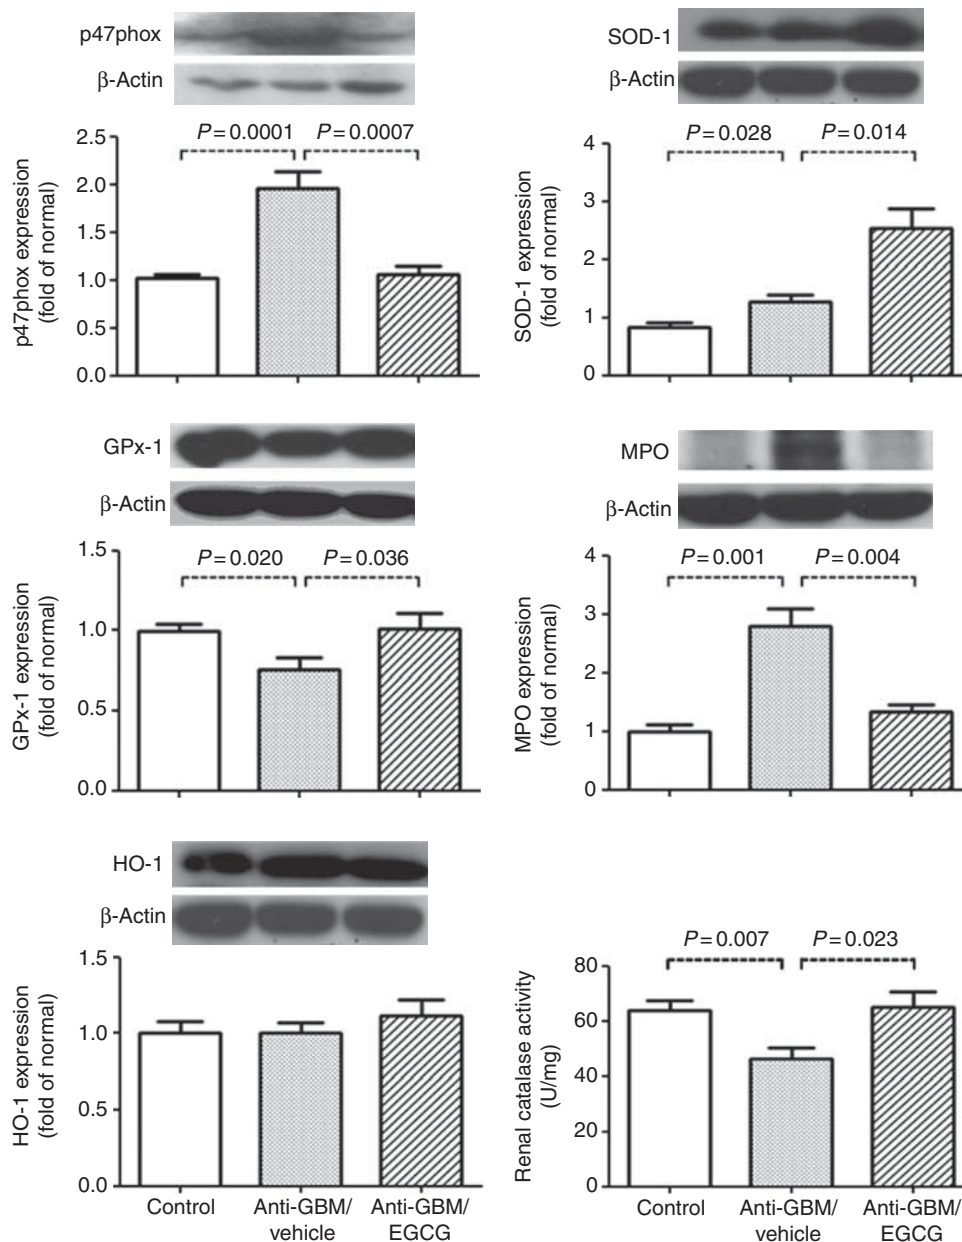 p47phox
β-Actin
P = 0.0001
P = 0.0007
2.5
2.0
1.5
1.0
0.5
0.0
p47phox expression
(fold of normal)
SOD-1
β-Actin
P = 0.028
P = 0.014
4
3
2
1
0
SOD-1 expression
(fold of normal)
GPx-1
β-Actin
P = 0.020
P = 0.036
1.5
1.0
0.5
0.0
GPx-1 expression
(fold of normal)
MPO
β-Actin
P = 0.001
P = 0.004
4
3
2
1
0
MPO expression
(fold of normal)
HO-1
β-Actin
1.5
1.0
0.5
0.0
HO-1 expression
(fold of normal)
Control
Anti-GBM/
vehicle
Anti-GBM/
EGCG
P = 0.007
P = 0.023
80
60
40
20
0
Renal catalase activity
(U/mg)
Control
Anti-GBM/
vehicle
Anti-GBM/
EGCG